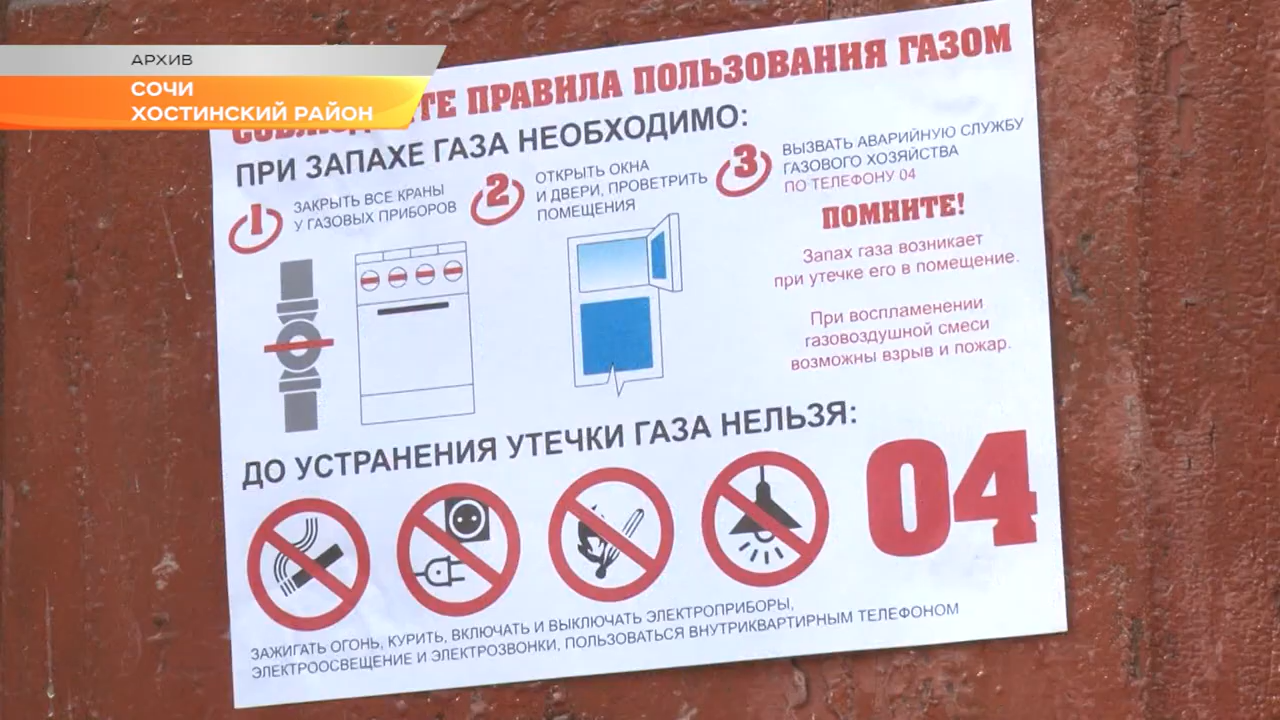 АРХИВ
СОЧИ
ХОСТИНСКИЙ РАЙОН
ПРАВИЛА ПОЛЬЗОВАНИЯ ГАЗОМ
ПРИ ЗАПАХЕ ГАЗА НЕОБХОДИМО:
1
ЗАКРЫТЬ ВСЕ КРАНЫ
У ГАЗОВЫХ ПРИБОРОВ
2
ОТКРЫТЬ ОКНА
И ДВЕРИ, ПРОВЕТРИТЬ
ПОМЕЩЕНИЯ
3
ВЫЗВАТЬ АВАРИЙНУЮ СЛУЖБУ
ГАЗОВОГО ХОЗЯЙСТВА
ПО ТЕЛЕФОНУ 04
ПОМНИТЕ!
Запах газа возникает
при утечке его в помещение.
При воспламенении
газовоздушной смеси
возможны взрыв и пожар.
ДО УСТРАНЕНИЯ УТЕЧКИ ГАЗА НЕЛЬЗЯ:
04
ЗАЖИГАТЬ ОГОНЬ, КУРИТЬ, ВКЛЮЧАТЬ И ВЫКЛЮЧАТЬ ЭЛЕКТРОПРИБОРЫ,
ЭЛЕКТРООСВЕЩЕНИЕ И ЭЛЕКТРОЗВОНКИ, ПОЛЬЗОВАТЬСЯ ВНУТРИКВАРТИРНЫМ ТЕЛЕФОНОМ